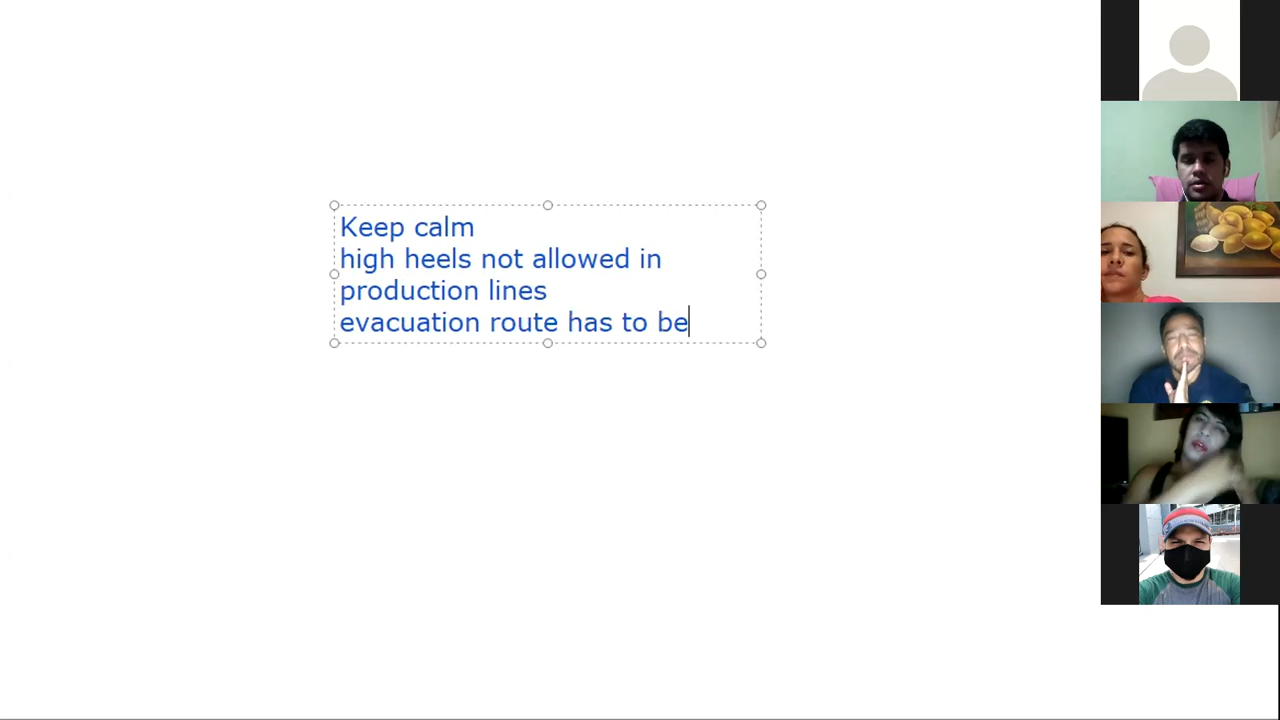 Keep calm
high heels not allowed in
production lines
evacuation route has to be